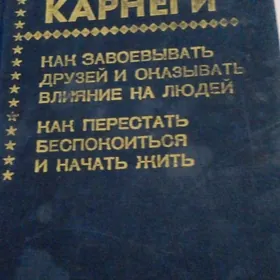 КАРНЕГИ
КАК ЗАВОЕВЫВАТЬ
ДРУЗЕЙ И ОКАЗЫВАТЬ
ВЛИЯНИЕ НА ЛЮДЕЙ
КАК ПЕРЕСТАТЬ
БЕСПОКОИТЬСЯ
И НАЧАТЬ ЖИТЬ